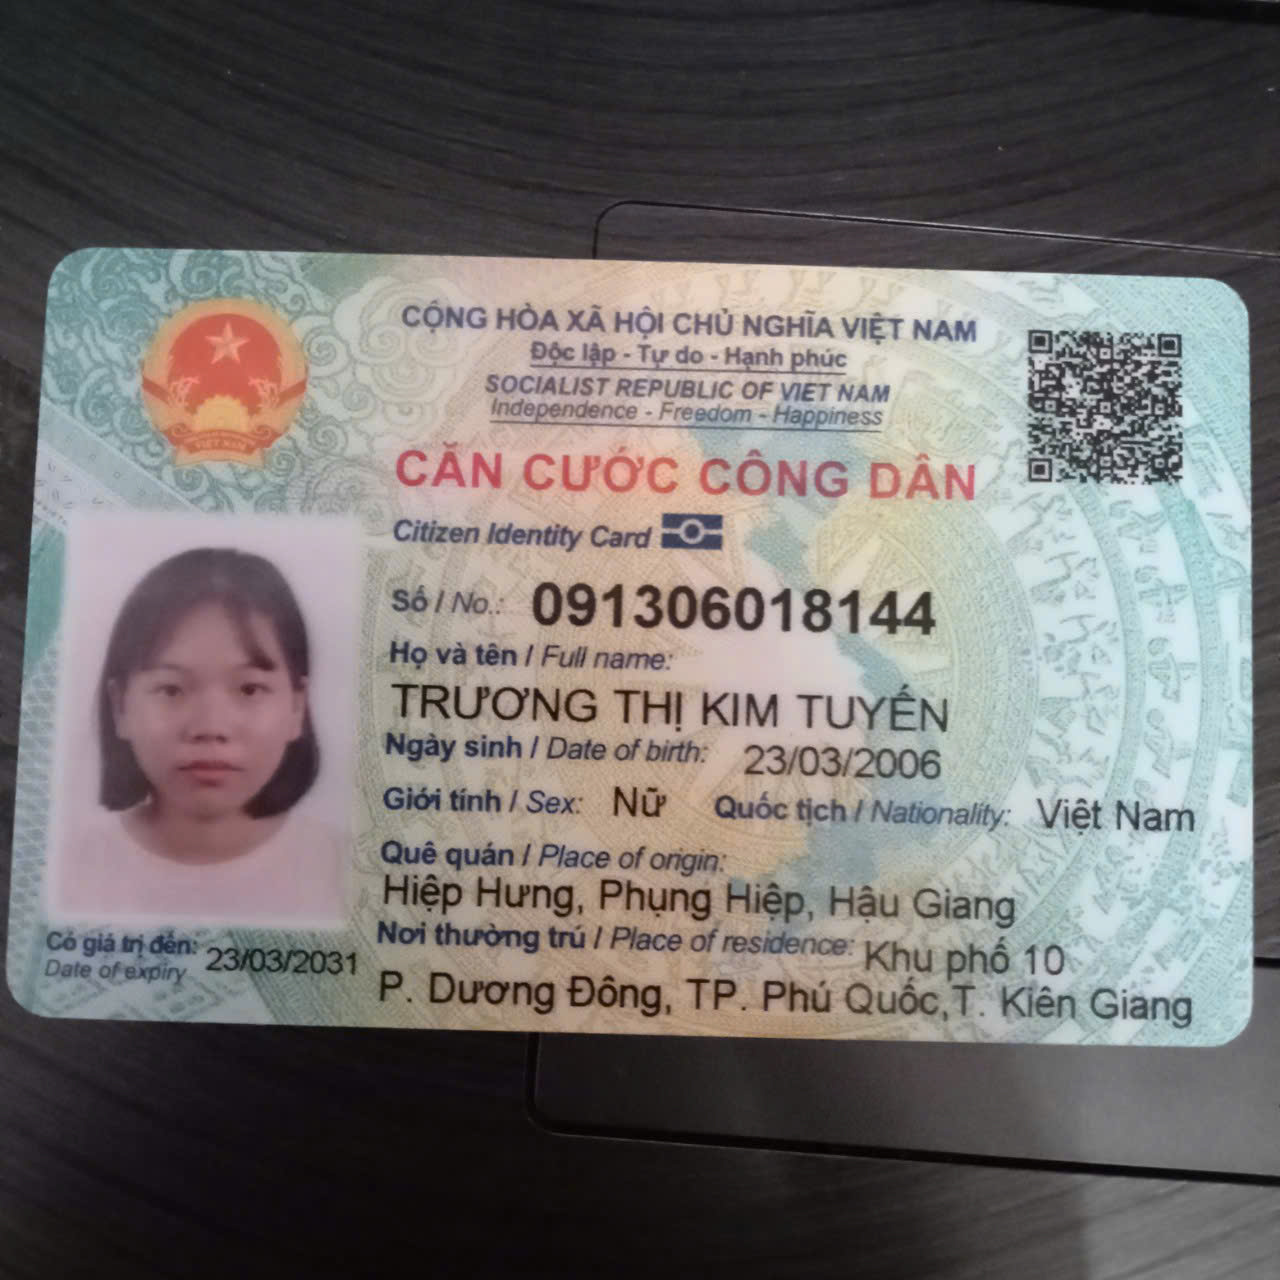 CỘNG HÒA XÃ HỘI CHỦ NGHĨA VIỆT NAM
Độc lập - Tự do - Hạnh phúc
SOCIALIST REPUBLIC OF VIET NAM
Independence - Freedom - Happiness
CĂN CƯỚC CÔNG DÂN
Citizen Identity Card
Số / No.: 091306018144
Họ và tên / Full name:
TRƯƠNG THỊ KIM TUYẾN
Ngày sinh / Date of birth: 23/03/2006
Giới tính / Sex: Nữ Quốc tịch / Nationality: Việt Nam
Quê quán / Place of origin:
Hiệp Hưng, Phụng Hiệp, Hậu Giang
Nơi thường trú / Place of residence: Khu phố 10
P. Dương Đông, TP. Phú Quốc,T. Kiên Giang
Có giá trị đến: 23/03/2031
Date of expiry
VIỆT NAM